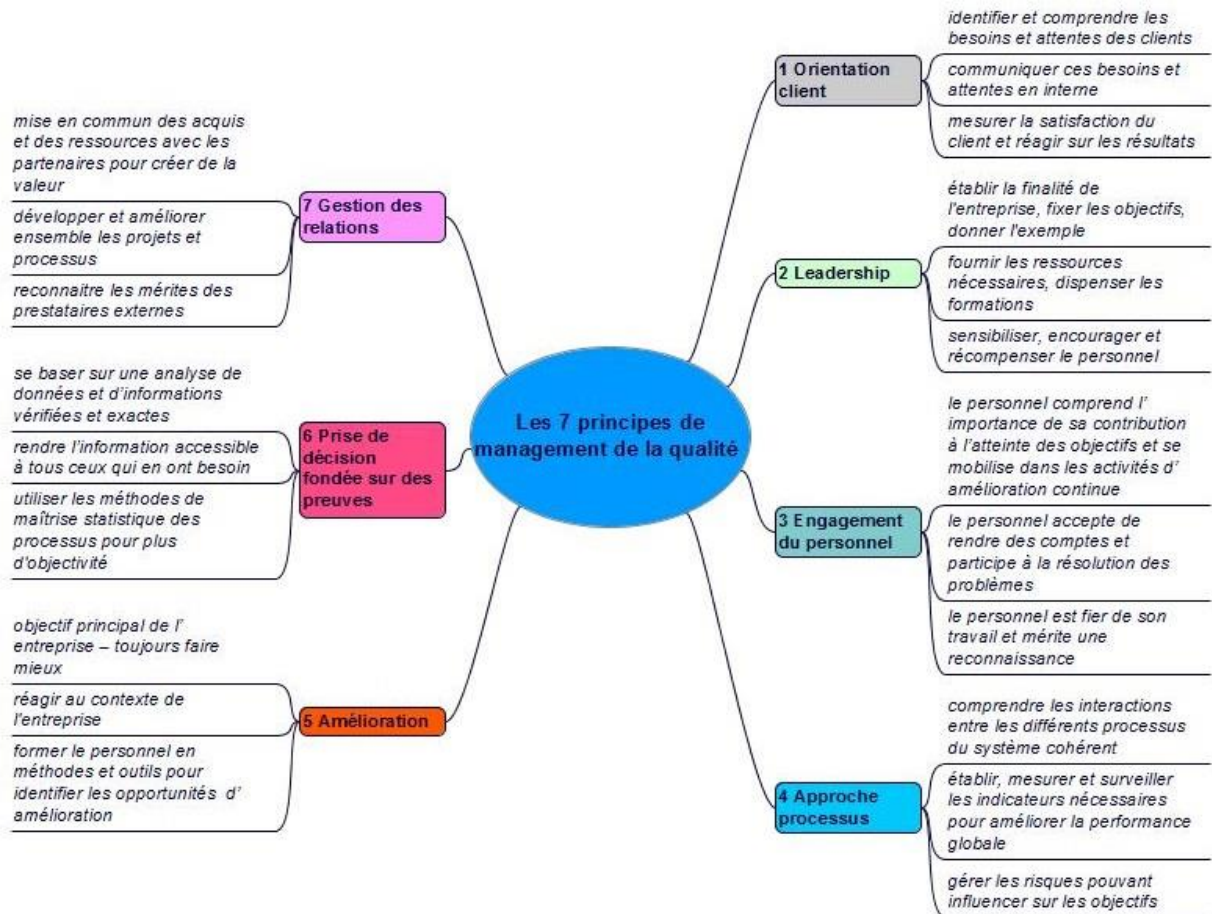 Les 7 principes de
management de la qualité
1 Orientation
client
identifier et comprendre les
besoins et attentes des clients
communiquer ces besoins et
attentes en interne
mesurer la satisfaction du
client et réagir sur les résultats
2 Leadership
établir la finalité de
l'entreprise, fixer les objectifs,
donner l'exemple
fournir les ressources
nécessaires, dispenser les
formations
sensibiliser, encourager et
récompenser le personnel
3 Engagement
du personnel
le personnel comprend l’
importance de sa contribution
à l’atteinte des objectifs et se
mobilise dans les activités d’
amélioration continue
le personnel accepte de
rendre des comptes et
participe à la résolution des
problèmes
le personnel est fier de son
travail et mérite une
reconnaissance
4 Approche
processus
comprendre les interactions
entre les différents processus
du système cohérent
établir, mesurer et surveiller
les indicateurs nécessaires
pour améliorer la performance
globale
gérer les risques pouvant
influencer sur les objectifs
5 Amélioration
objectif principal de l’
entreprise – toujours faire
mieux
réagir au contexte de
l'entreprise
former le personnel en
méthodes et outils pour
identifier les opportunités d’
amélioration
6 Prise de
décision
fondée sur des
preuves
se baser sur une analyse de
données et d’informations
vérifiées et exactes
rendre l’information accessible
à tous ceux qui en ont besoin
utiliser les méthodes de
maîtrise statistique des
processus pour plus
d'objectivité
7 Gestion des
relations
mise en commun des acquis
et des ressources avec les
partenaires pour créer de la
valeur
développer et améliorer
ensemble les projets et
processus
reconnaitre les mérites des
prestataires externes